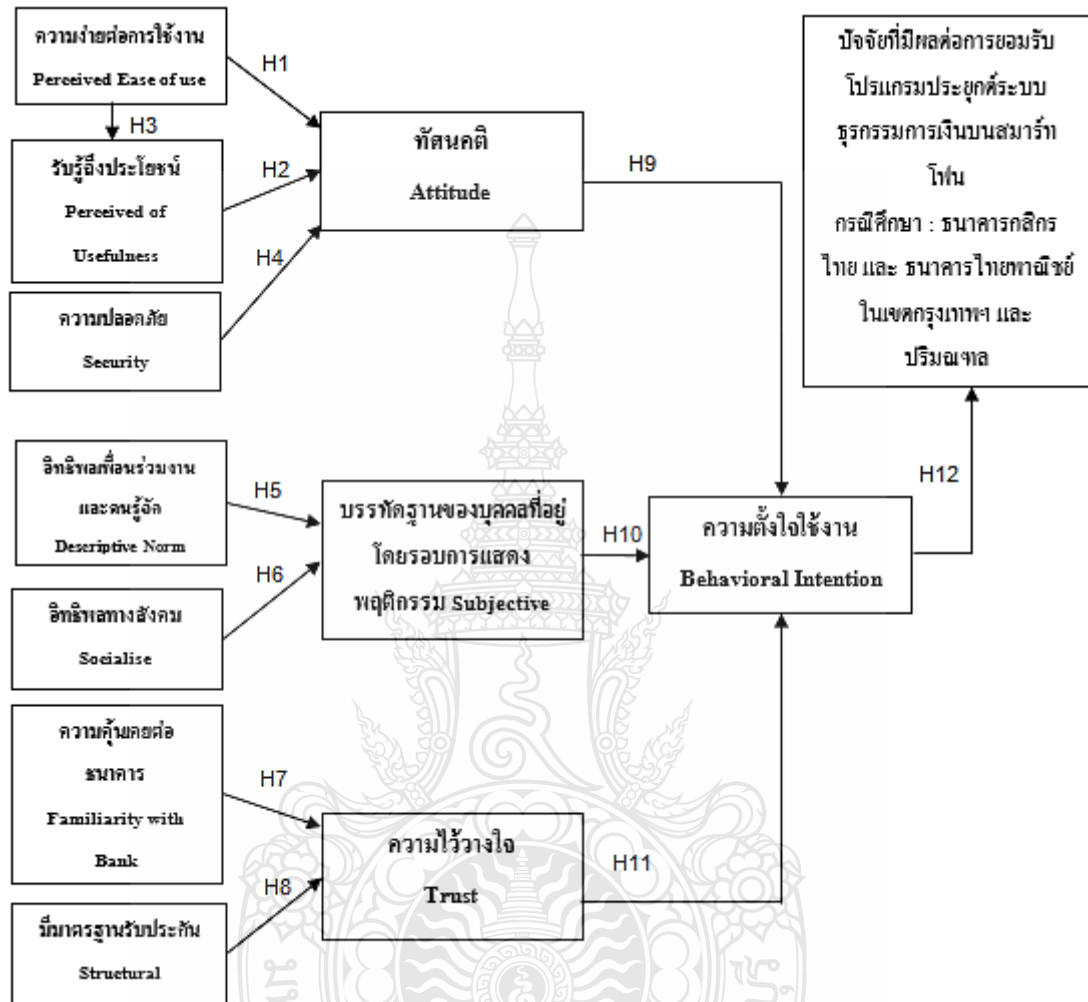 ความง่ายต่อการใช้งาน
Perceived Ease of use
H1
H3
รับรู้ถึงประโยชน์
Perceived of
Usefulness
H2
H4
ความปลอดภัย
Security
ทัศนคติ
Attitude
H9
ปัจจัยที่มีผลต่อการยอมรับ
โปรแกรมประยุกต์ระบบ
ธุรกรรมการเงินบนสมาร์ท
โฟน
กรณีศึกษา : ธนาคารกสิกร
ไทย และ ธนาคารไทยพาณิชย์
ในเขตกรุงเทพฯ และ
ปริมณฑล
อิทธิพลเพื่อนร่วมงาน
และคนรู้จัก
Descriptive Norm
H5
H6
อิทธิพลทางสังคม
Socialise
บรรทัดฐานของบุคคลที่อยู่
โดยรอบการแสดง
พฤติกรรม Subjective
H10
ความตั้งใจใช้งาน
Behavioral Intention
H12
ความคุ้นเคยต่อ
ธนาคาร
Familiarity with
Bank
H7
H8
มีมาตรฐานรับประกัน
Structural
ความไว้วางใจ
Trust
H11